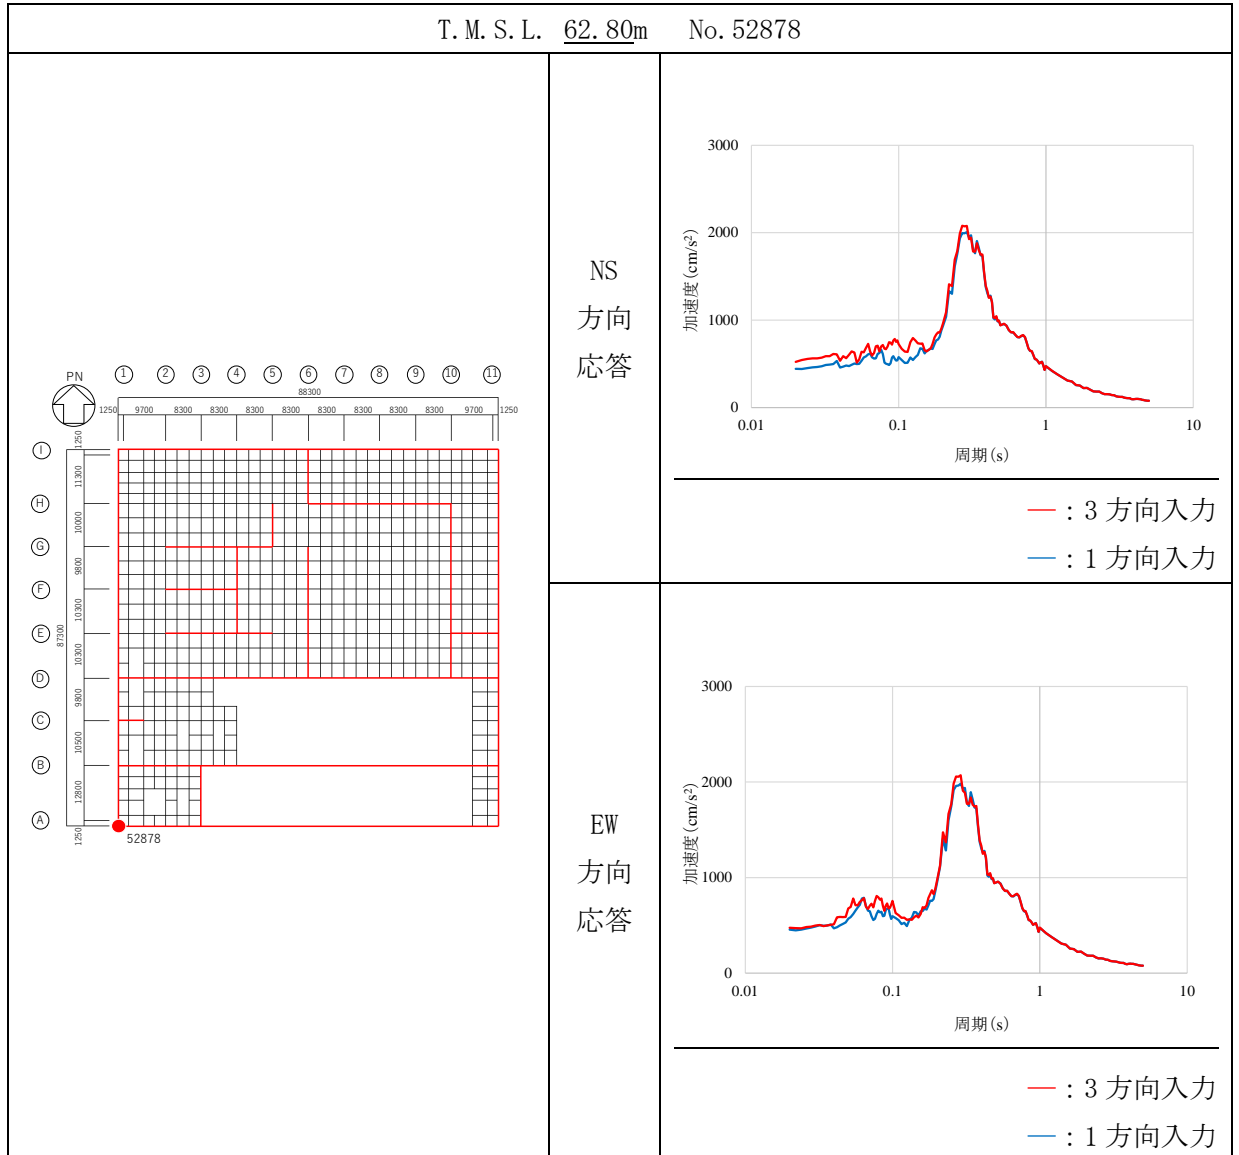 T.M.S.L. 62.80m No.52878
PN
1 2 3 4 5 6 7 8 9 10 11
88300
1250 9700 8300 8300 8300 8300 8300 8300 8300 8300 9700 1250
I
H
G
F
E
D
C
B
A
1250
11300
10000
9800
10300
10300
9800
10500
12800
1250
87300
52878
NS
方向
応答
3000
2000
1000
0
加速度(cm/s²)
0.01 0.1 1 10
周期(s)
:3方向入力
:1方向入力
EW
方向
応答
3000
2000
1000
0
加速度(cm/s²)
0.01 0.1 1 10
周期(s)
:3方向入力
:1方向入力